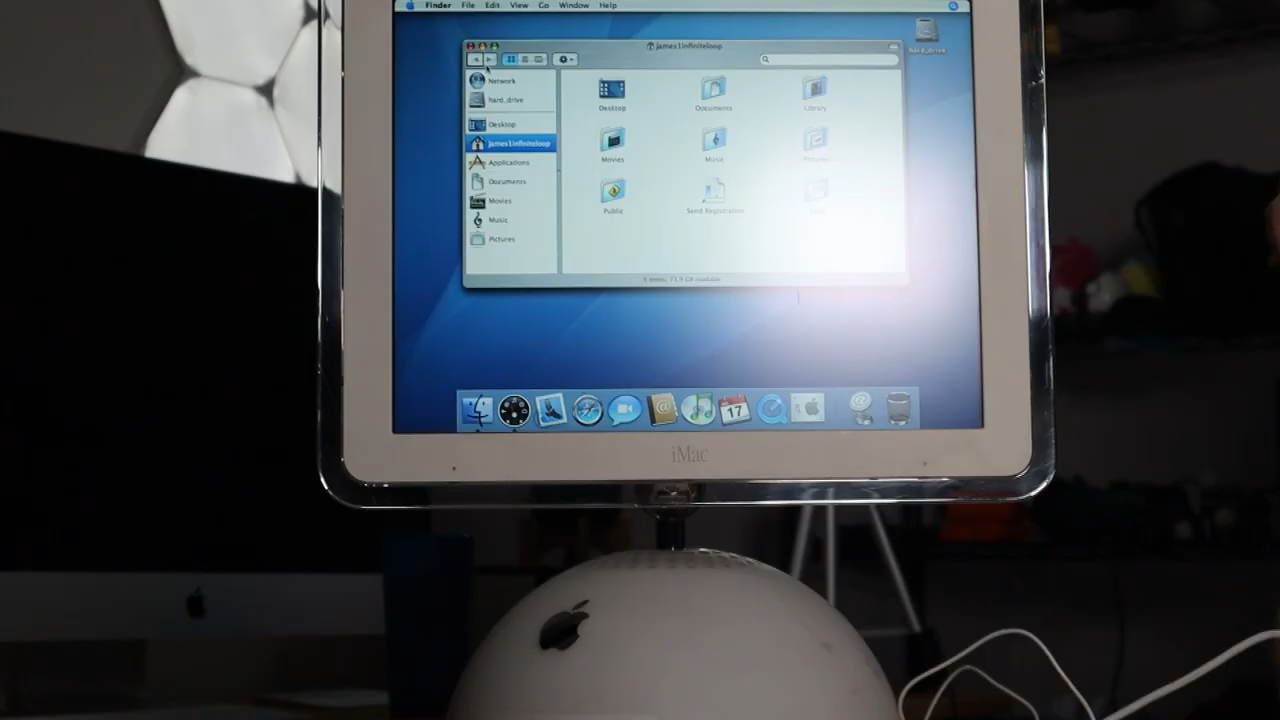 Finder File Edit View Go Window Help
james1infiniteloop
hard_drive
Network
hard_drive
Desktop
james1infiniteloop
Applications
Documents
Movies
Music
Pictures
Desktop Documents Library
Movies Music Pictures
Public Send Registration
17
iMac